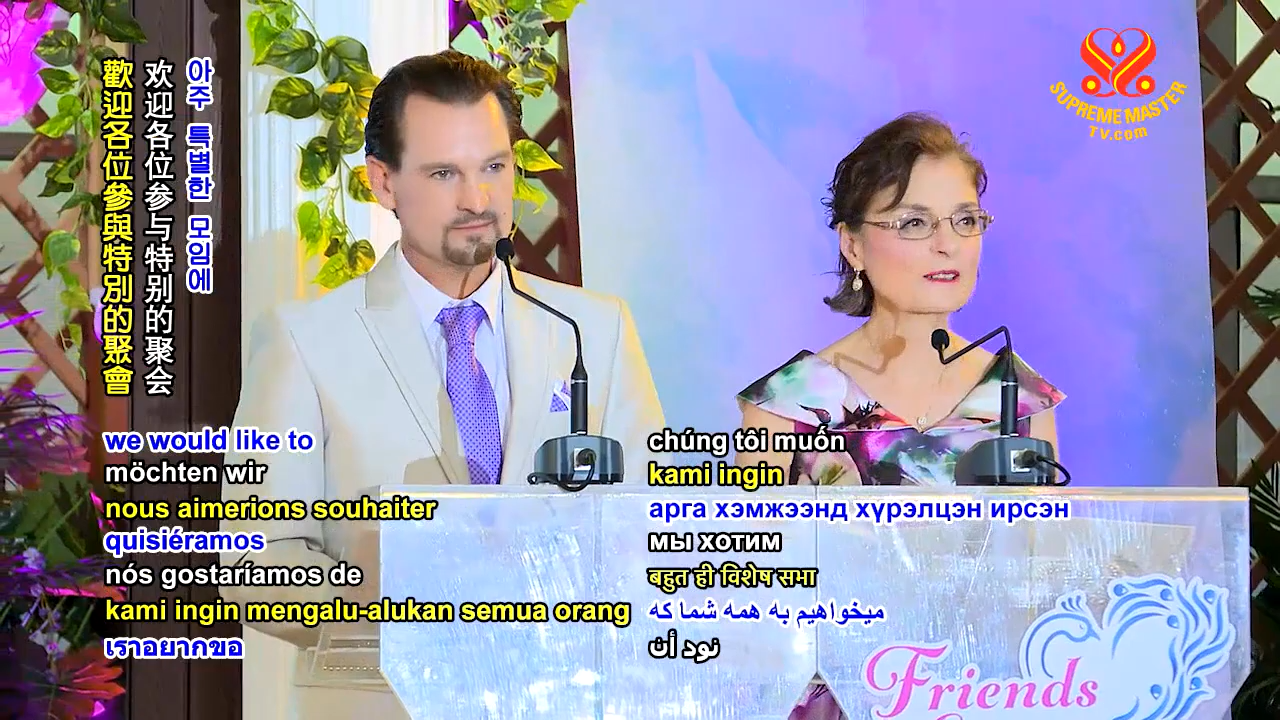 歡迎各位參與特別的聚會
欢迎各位参与特别的聚会
아주 특별한 모임에
SUPREME MASTER
TV.com
we would like to
möchten wir
nous aimerions souhaiter
quisiéramos
nós gostaríamos de
kami ingin mengalu-alukan semua orang
เราอยากขอ
chúng tôi muốn
kami ingin
арга хэмжээнд хүрэлцэн ирсэн
мы хотим
बहुत ही विशेष सभा
میخواهیم به همه شما که
نود أن
Friends